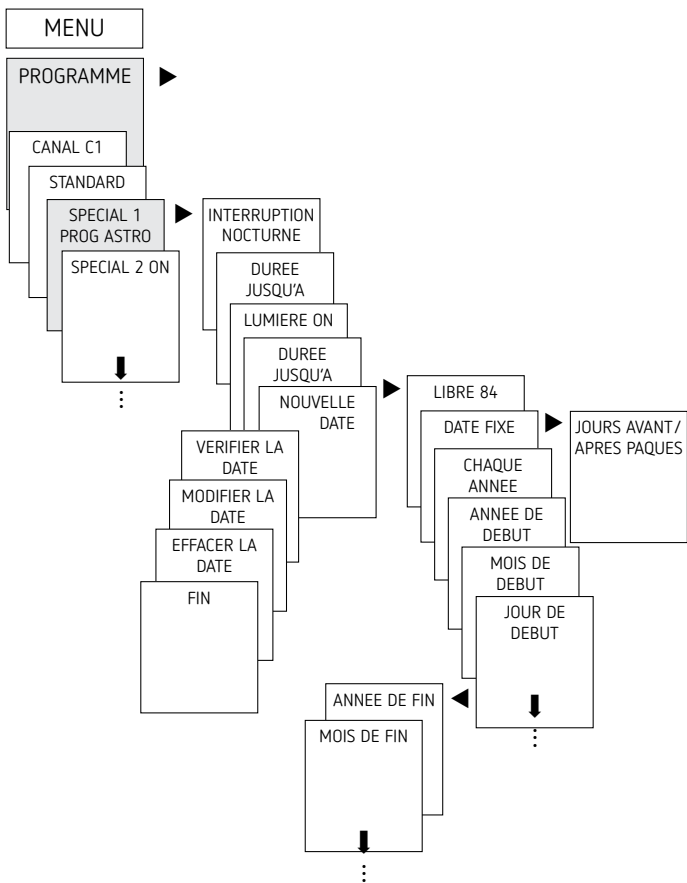 MENU
PROGRAMME
CANAL C1
STANDARD
SPECIAL 1
PROG ASTRO
SPECIAL 2 ON
INTERRUPTION
NOCTURNE
DUREE
JUSQU'A
LUMIERE ON
DUREE
JUSQU'A
NOUVELLE
DATE
VERIFIER LA
DATE
MODIFIER LA
DATE
EFFACER LA
DATE
FIN
LIBRE 84
DATE FIXE
CHAQUE
ANNEE
ANNEE DE
DEBUT
MOIS DE
DEBUT
JOUR DE
DEBUT
JOURS AVANT/
APRES PAQUES
ANNEE DE FIN
MOIS DE FIN